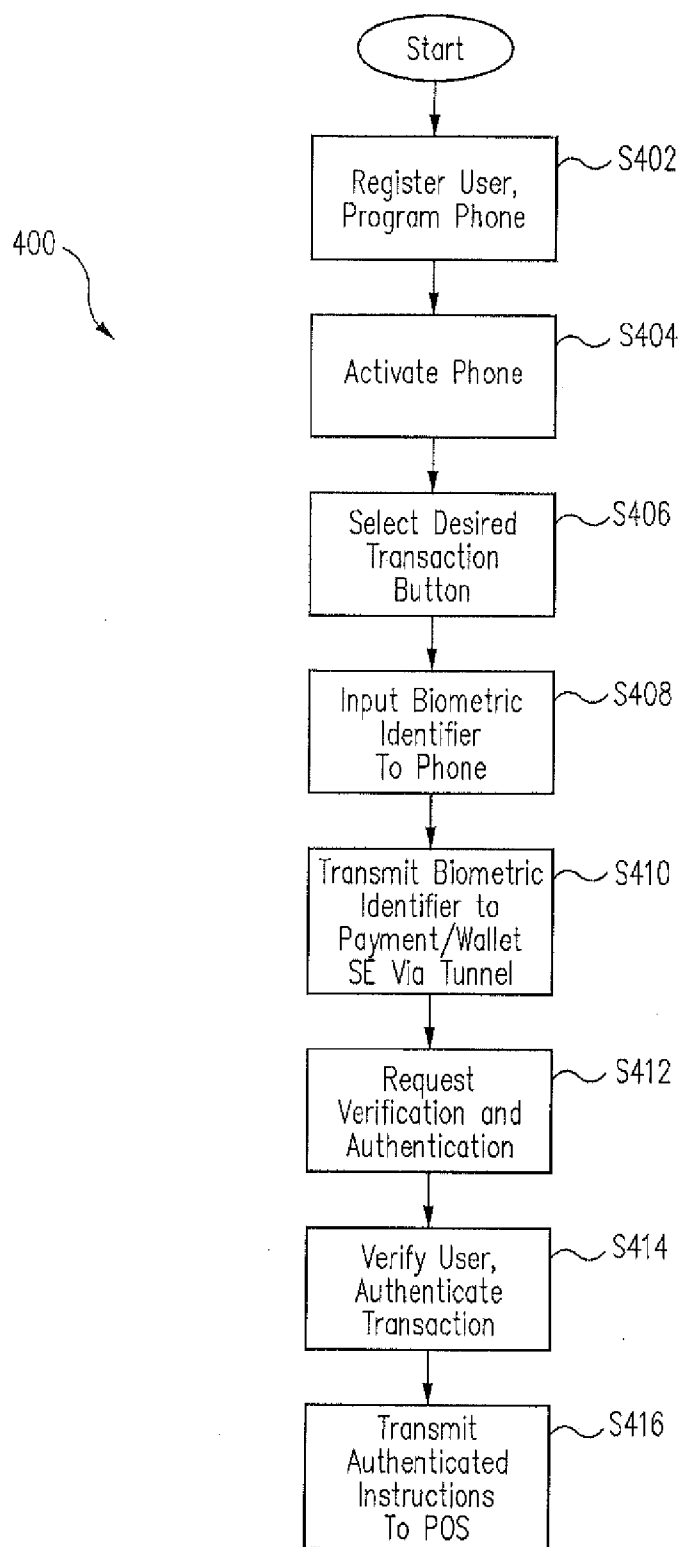 Start
Register User,
Program Phone
S402
400
Activate Phone
S404
Select Desired
Transaction
Button
S406
Input Biometric
Identifier
To Phone
S408
Transmit Biometric
Identifier to
Payment/Wallet
SE Via Tunnel
S410
Request
Verification and
Authentication
S412
Verify User,
Authenticate
Transaction
S414
Transmit
Authenticated
Instructions
To POS
S416